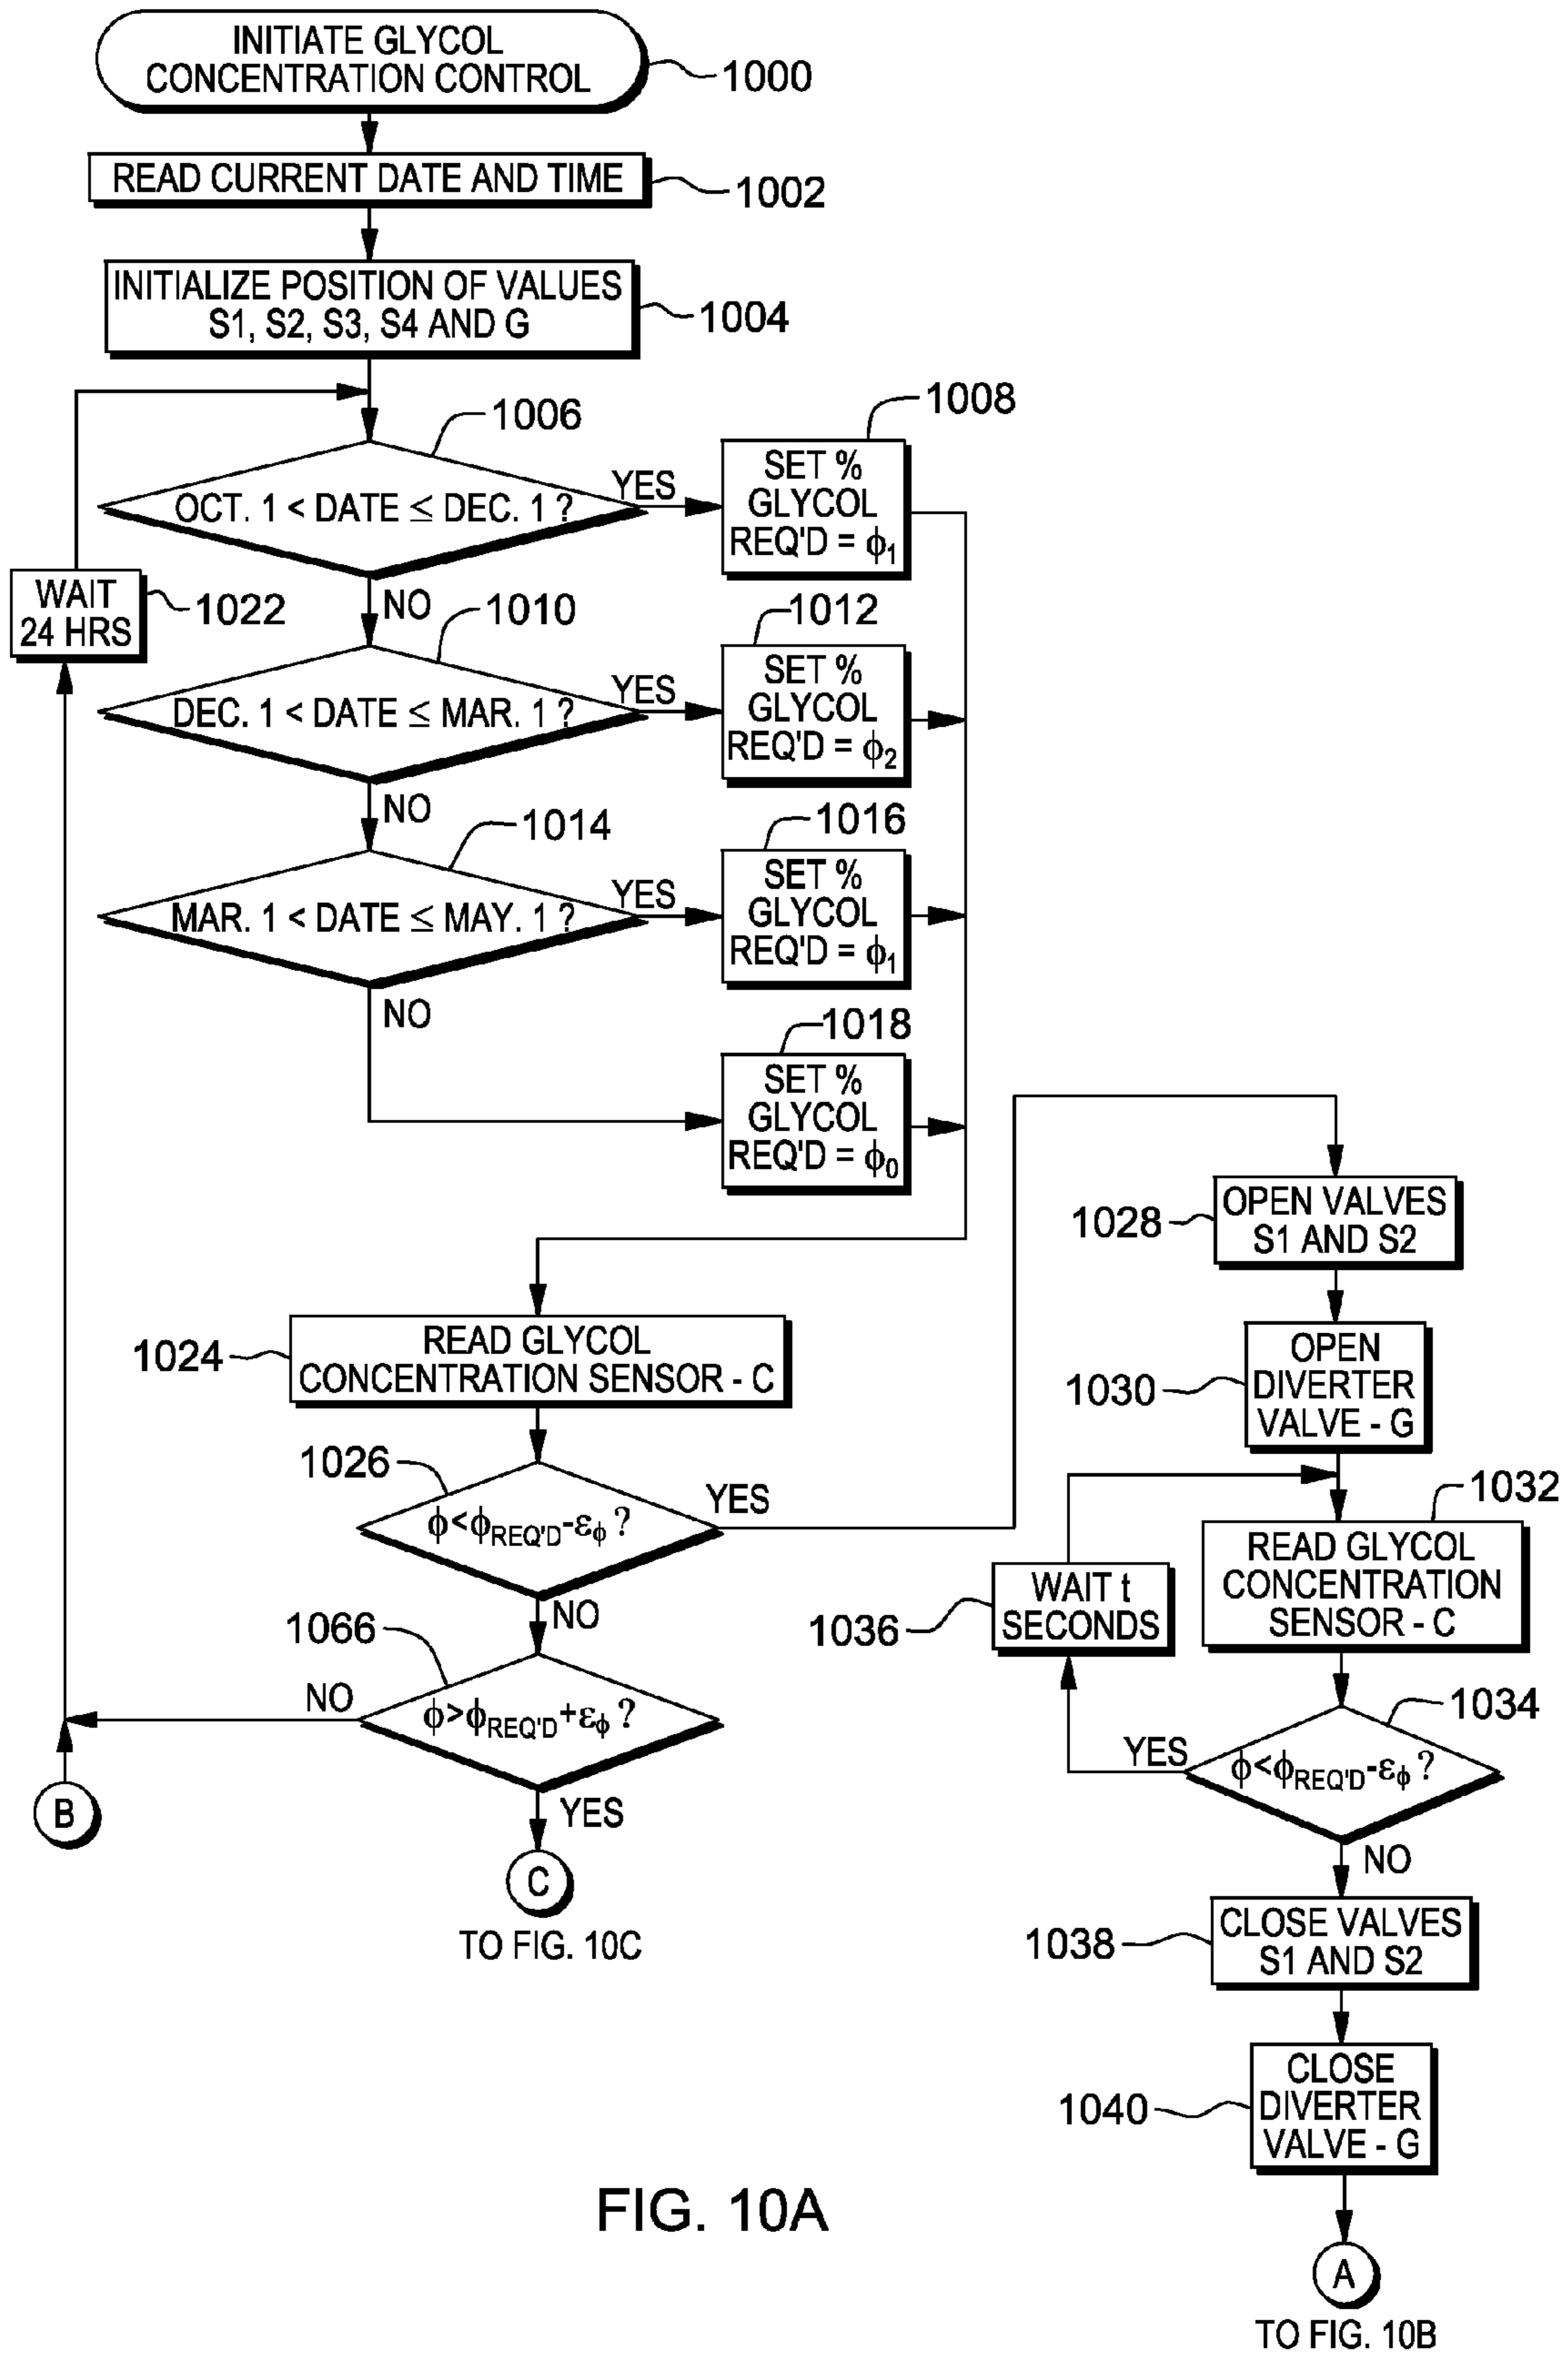 INITIATE GLYCOL
CONCENTRATION CONTROL
1000
READ CURRENT DATE AND TIME
1002
INITIALIZE POSITION OF VALUES
S1, S2, S3, S4 AND G
1004
1006
OCT. 1 < DATE ≤ DEC. 1 ?
YES
1008
SET %
GLYCOL
REQ'D = ϕ1
NO
WAIT
24 HRS
1022
1010
DEC. 1 < DATE ≤ MAR. 1 ?
YES
1012
SET %
GLYCOL
REQ'D = ϕ2
NO
1014
MAR. 1 < DATE ≤ MAY. 1 ?
YES
1016
SET %
GLYCOL
REQ'D = ϕ1
NO
1018
SET %
GLYCOL
REQ'D = ϕ0
1024
READ GLYCOL
CONCENTRATION SENSOR - C
1026
ϕ<ϕREQ'D-εϕ ?
YES
NO
1066
ϕ>ϕREQ'D+εϕ ?
NO
YES
B
C
TO FIG. 10C
1028
OPEN VALVES
S1 AND S2
1030
OPEN
DIVERTER
VALVE - G
1032
READ GLYCOL
CONCENTRATION
SENSOR - C
1036
WAIT t
SECONDS
1034
ϕ<ϕREQ'D-εϕ ?
YES
NO
1038
CLOSE VALVES
S1 AND S2
1040
CLOSE
DIVERTER
VALVE - G
A
TO FIG. 10B
FIG. 10A